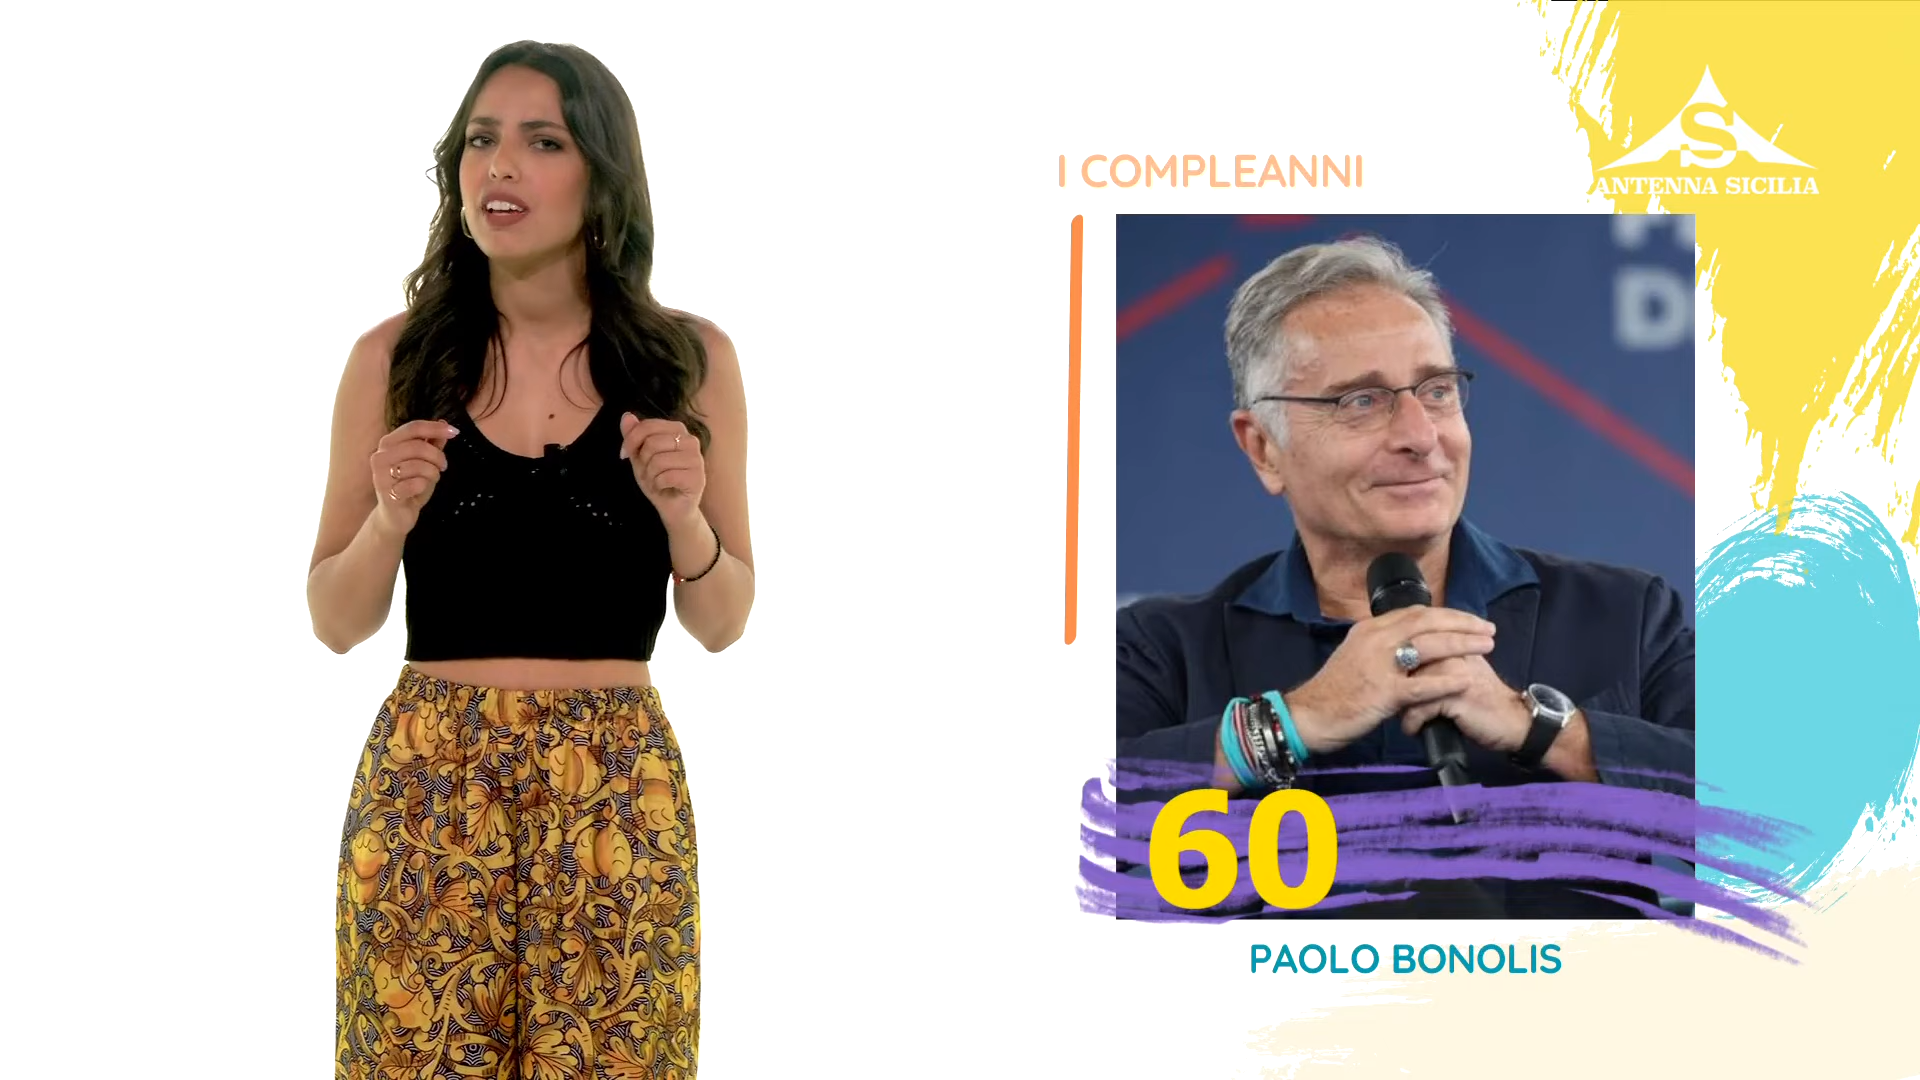 I COMPLEANNI
S
ANTENNA SICILIA
60
PAOLO BONOLIS